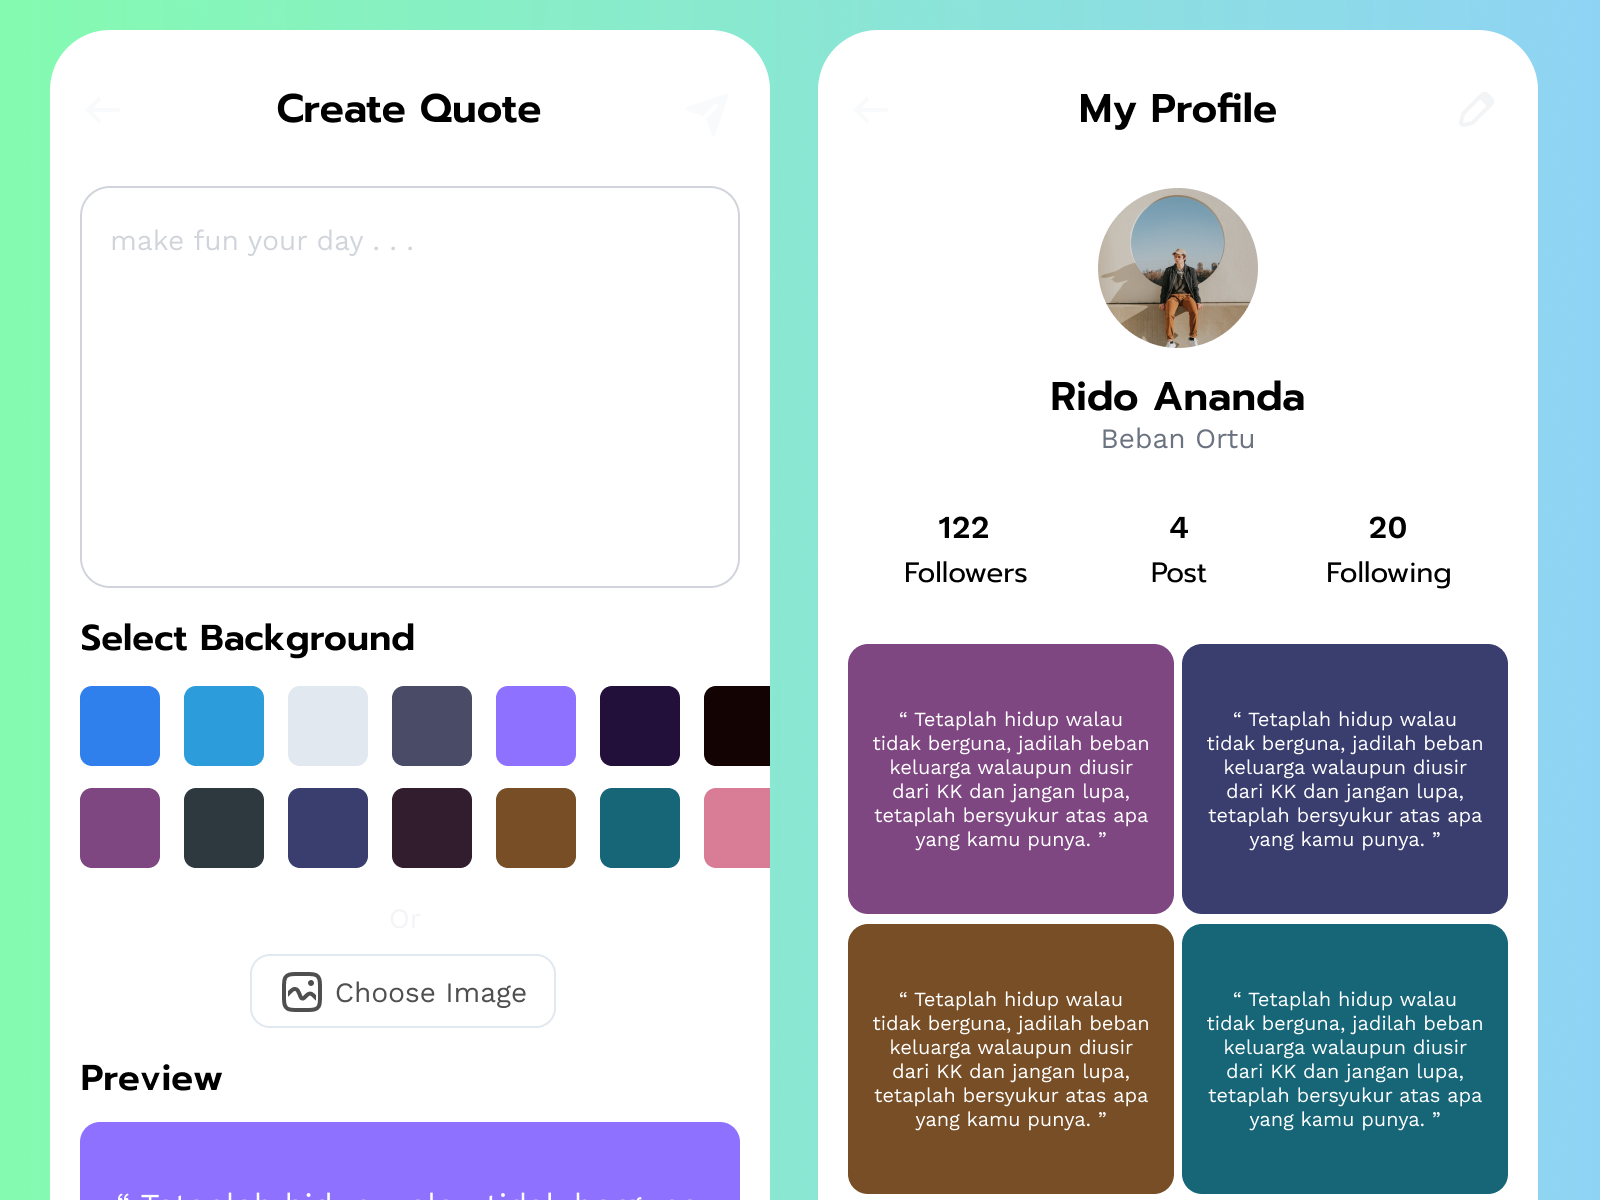 Create Quote
make fun your day . . .
Select Background
Or
Choose Image
Preview
My Profile
Rido Ananda
Beban Ortu
122
Followers
4
Post
20
Following
“ Tetaplah hidup walau
tidak berguna, jadilah beban
keluarga walaupun diusir
dari KK dan jangan lupa,
tetaplah bersyukur atas apa
yang kamu punya. ”
“ Tetaplah hidup walau
tidak berguna, jadilah beban
keluarga walaupun diusir
dari KK dan jangan lupa,
tetaplah bersyukur atas apa
yang kamu punya. ”
“ Tetaplah hidup walau
tidak berguna, jadilah beban
keluarga walaupun diusir
dari KK dan jangan lupa,
tetaplah bersyukur atas apa
yang kamu punya. ”
“ Tetaplah hidup walau
tidak berguna, jadilah beban
keluarga walaupun diusir
dari KK dan jangan lupa,
tetaplah bersyukur atas apa
yang kamu punya. ”